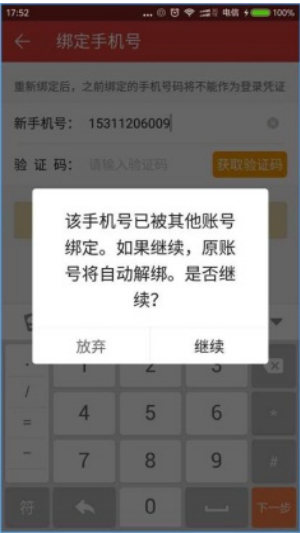 17:52 ... 电信 100%
← 绑定手机号
重新绑定后，之前绑定的手机号码将不能作为登录凭证
新手机号： 15311206009
验 证 码： 请输入验证码 获取验证码
该手机号已被其他账号
绑定。如果继续，原账
号将自动解绑。是否继
续？
放弃 继续
. 1 2 3
/
4 5 6 *
=
- 7 8 9 #
符 0 下一步